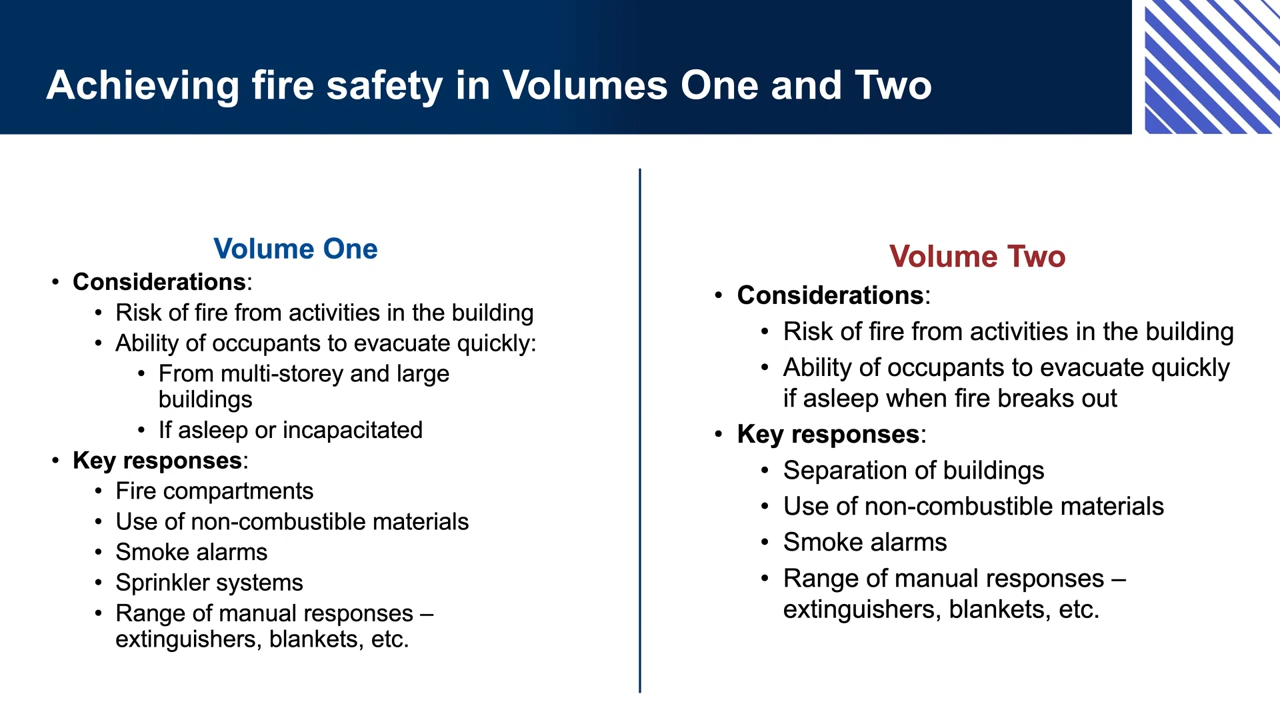 Achieving fire safety in Volumes One and Two
Volume One
• Considerations:
• Risk of fire from activities in the building
• Ability of occupants to evacuate quickly:
• From multi-storey and large
buildings
• If asleep or incapacitated
• Key responses:
• Fire compartments
• Use of non-combustible materials
• Smoke alarms
• Sprinkler systems
• Range of manual responses –
extinguishers, blankets, etc.
Volume Two
• Considerations:
• Risk of fire from activities in the building
• Ability of occupants to evacuate quickly
if asleep when fire breaks out
• Key responses:
• Separation of buildings
• Use of non-combustible materials
• Smoke alarms
• Range of manual responses –
extinguishers, blankets, etc.